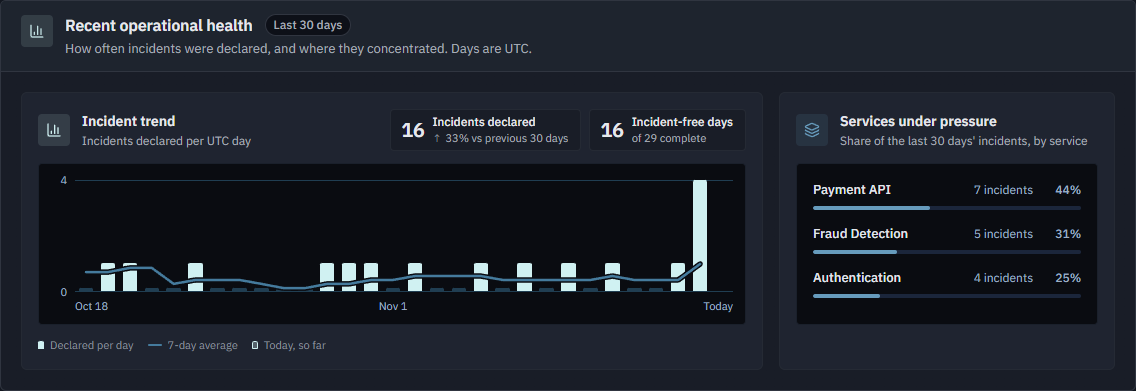 Recent operational health
Last 30 days
How often incidents were declared, and where they concentrated. Days are UTC.
Incident trend
Incidents declared per UTC day
16
Incidents declared
↑ 33% vs previous 30 days
16
Incident-free days
of 29 complete
4
0
Oct 18
Nov 1
Today
Declared per day
7-day average
Today, so far
Services under pressure
Share of the last 30 days' incidents, by service
Payment API 7 incidents 44%
Fraud Detection 5 incidents 31%
Authentication 4 incidents 25%